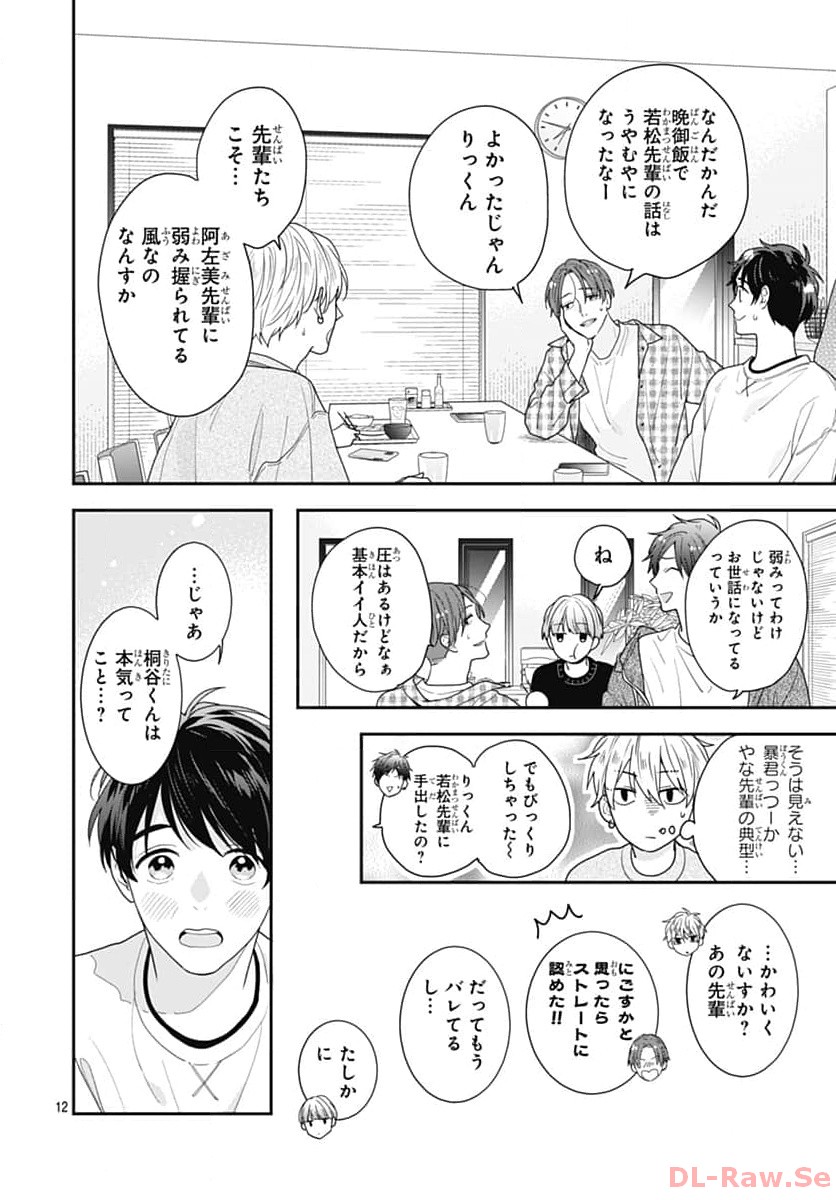 なんだかんだ
晩御飯で
若松先輩の話は
うやむやに
なったなー
よかったじゃん
りっくん
先輩たち
こそ…
阿左美先輩に
弱み握られてる
風なの
なんすか
弱みってわけ
じゃないけど
お世話になってる
っていうか
ね
圧はあるけどなぁ
基本イイ人だから
そうは見えない…
暴君っつーか
やな先輩の典型…
でもびっくり
しちゃった〜
りっくん
若松先輩に
手出したの?
…かわいく
ないすか?
あの先輩
にごすかと
思ったら
ストレートに
認めた!!
だってもう
バレてる
し…
たしか
に
…じゃあ
桐谷くんは
本気って
こと…?
12
DL-Raw.Se